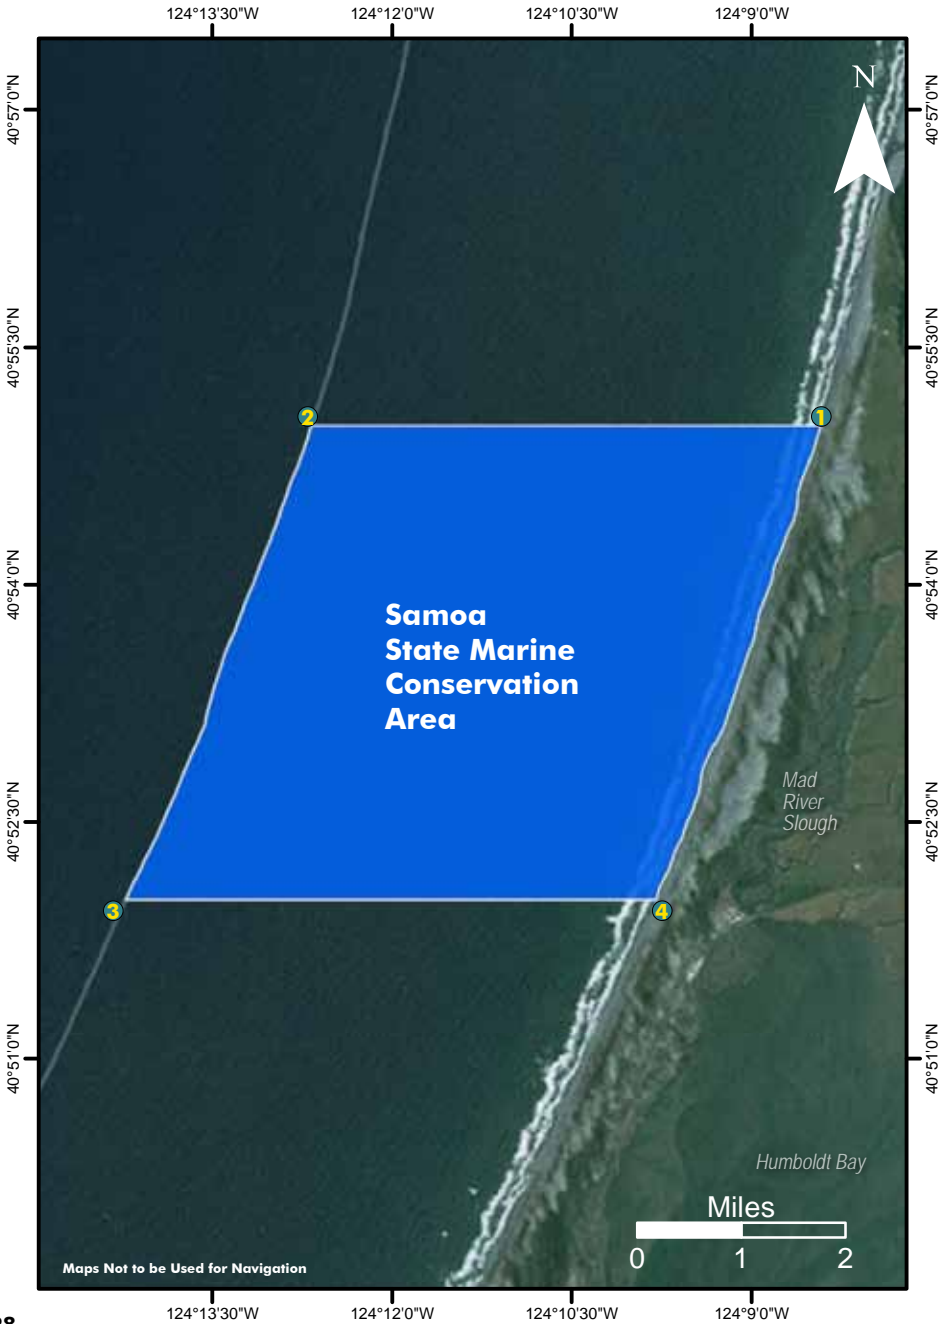 124°13'30"W 124°12'0"W 124°10'30"W 124°9'0"W
N
40°57'0"N 40°57'0"N
40°55'30"N 40°55'30"N
2 1
40°54'0"N 40°54'0"N
Samoa
State Marine
Conservation
Area
Mad
River
Slough
40°52'30"N 40°52'30"N
3 4
40°51'0"N 40°51'0"N
Humboldt Bay
Miles
0 1 2
Maps Not to be Used for Navigation
124°13'30"W 124°12'0"W 124°10'30"W 124°9'0"W